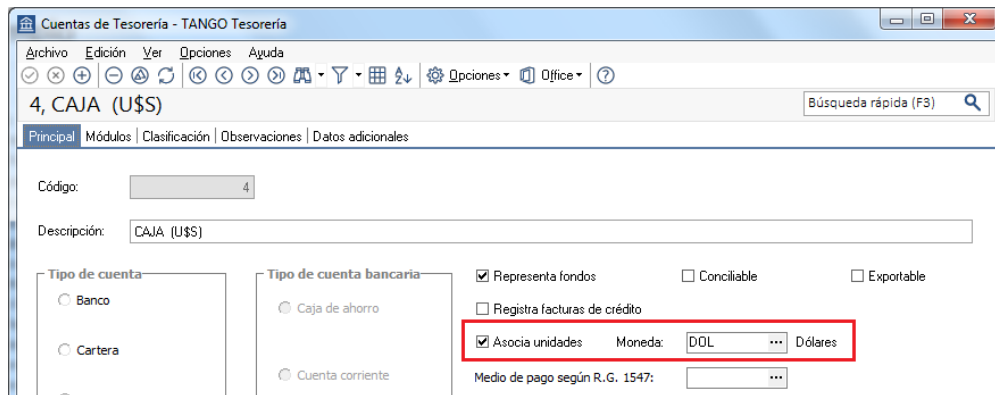 Cuentas de Tesorería - TANGO Tesorería
Archivo Edición Ver Opciones Ayuda
Opciones Office
4, CAJA (U$S) Búsqueda rápida (F3)
Principal Módulos Clasificación Observaciones Datos adicionales
Código: 4
Descripción: CAJA (U$S)
Tipo de cuenta Tipo de cuenta bancaria Representa fondos Conciliable Exportable
Banco Caja de ahorro Registra facturas de crédito
Asocia unidades Moneda: DOL ... Dólares
Cartera Cuenta corriente Medio de pago según R.G. 1547: ...